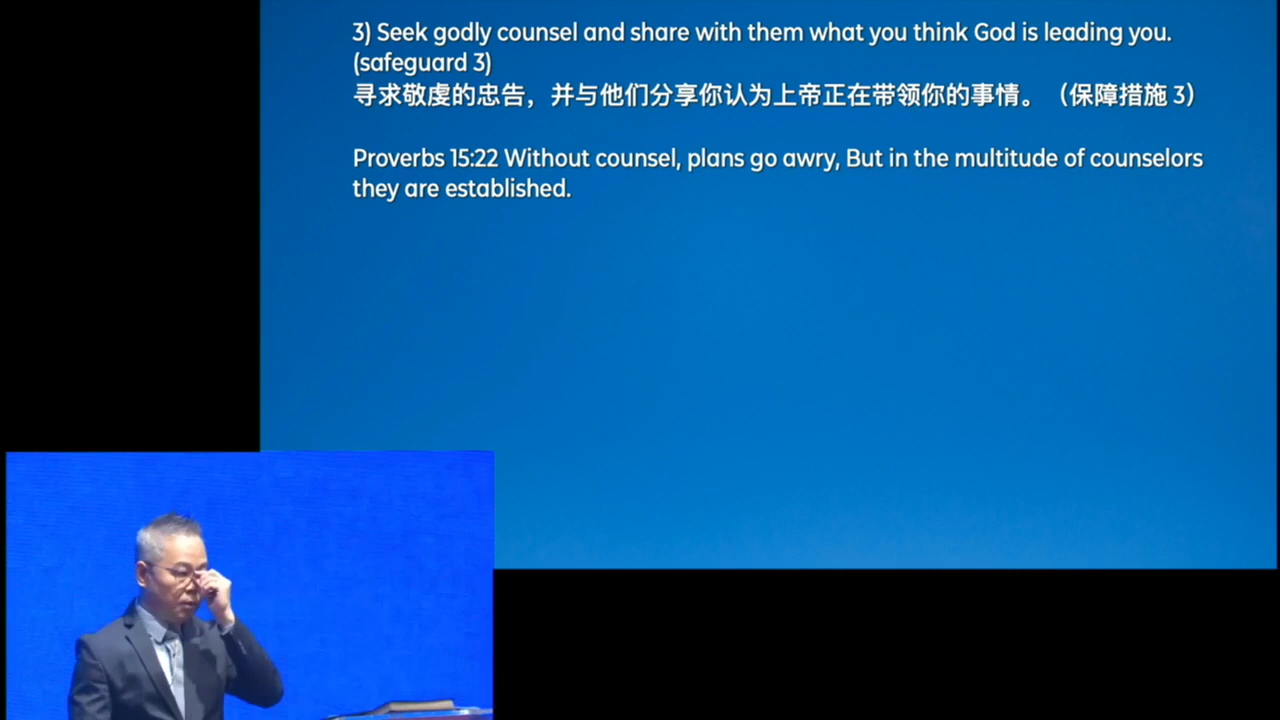 3) Seek godly counsel and share with them what you think God is leading you.
(safeguard 3)
寻求敬虔的忠告，并与他们分享你认为上帝正在带领你的事情。（保障措施 3）
Proverbs 15:22 Without counsel, plans go awry, But in the multitude of counselors
they are established.